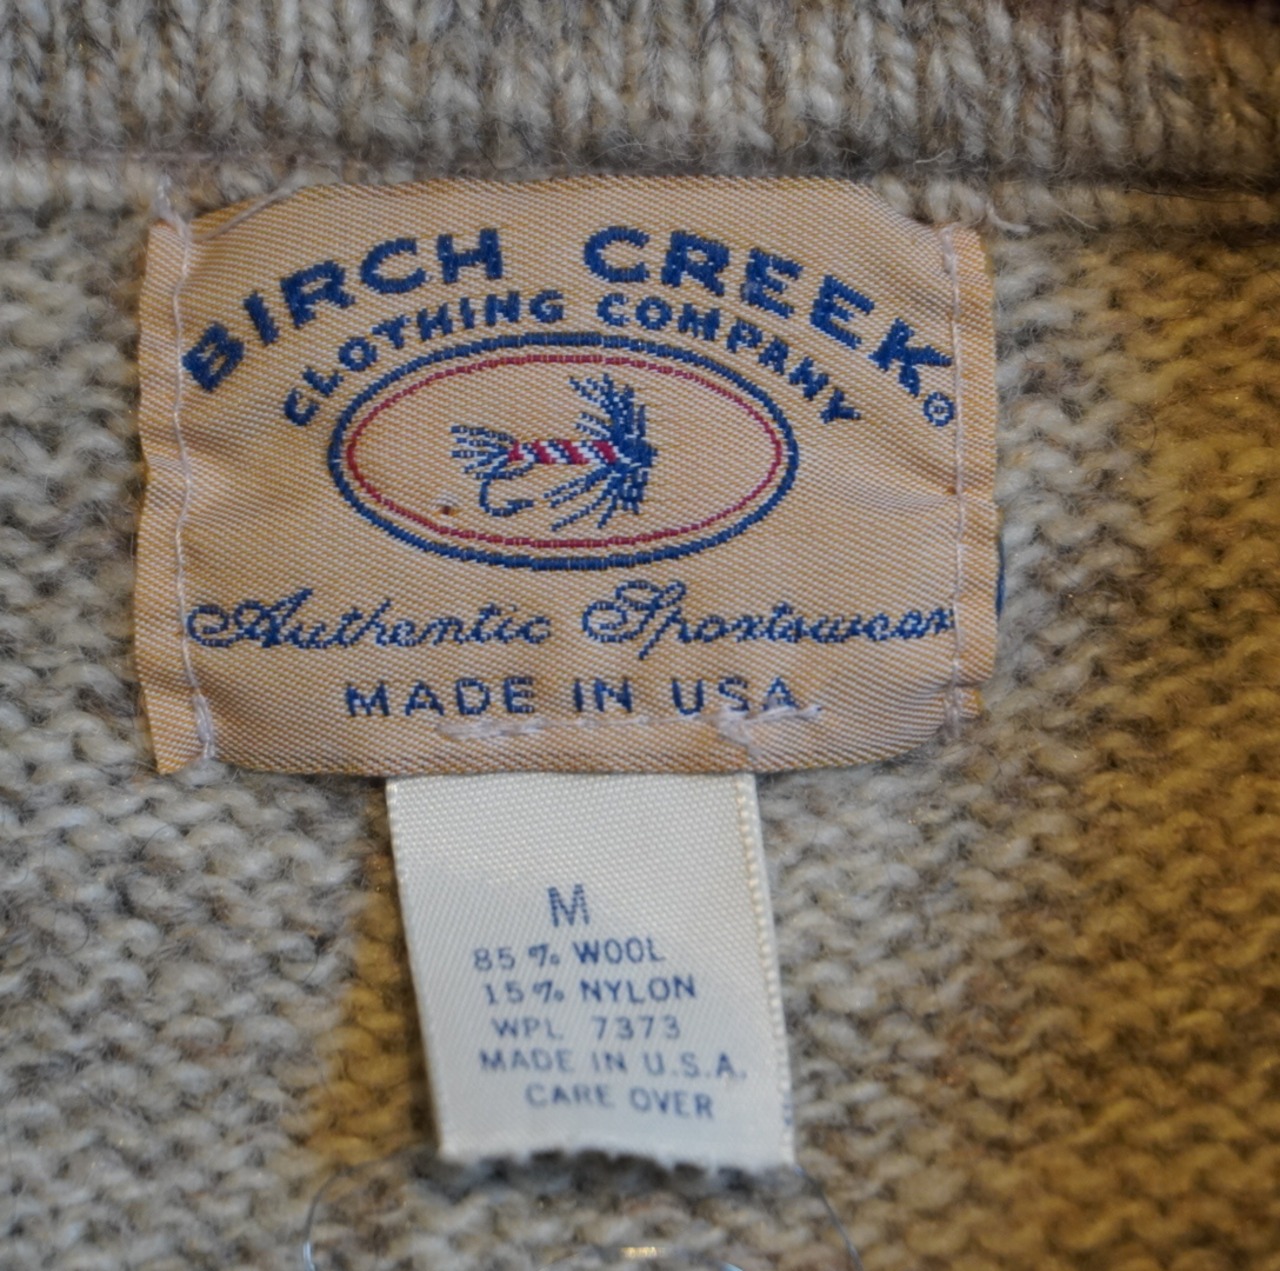 BIRCH CREEK®
CLOTHING COMPANY
Authentic Sportswear
MADE IN USA.
M
85% WOOL
15% NYLON
WPL 7373
MADE IN U.S.A.
CARE OVER